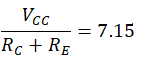 V_CC / (R_C + R_E) = 7.15